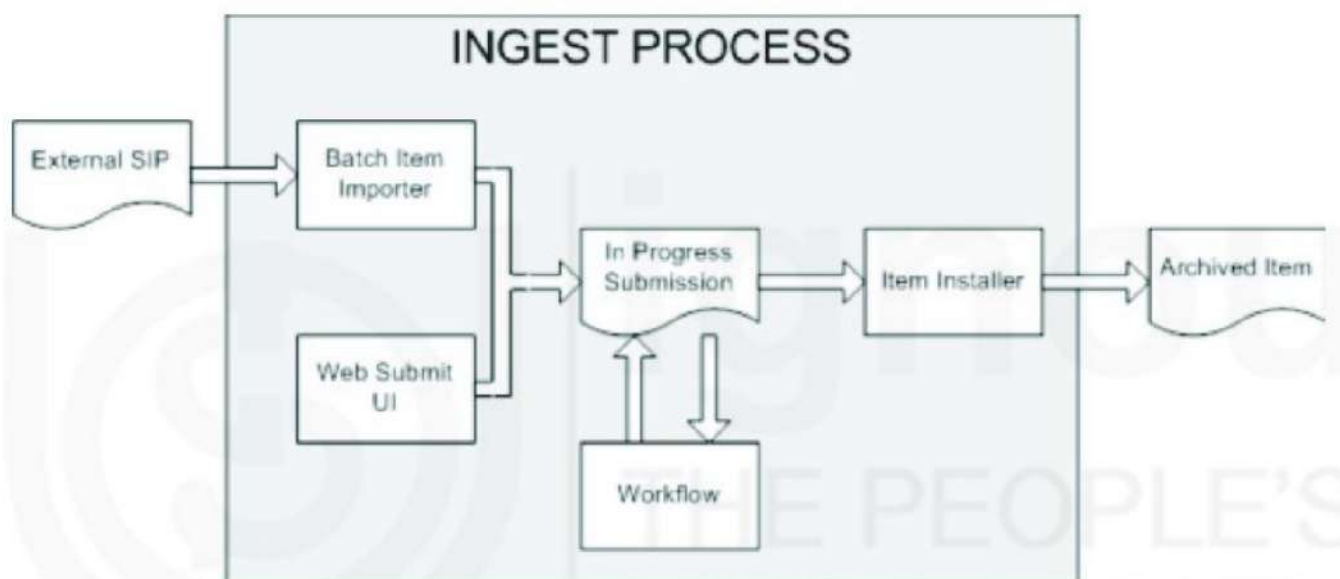 INGEST PROCESS
External SIP
Batch Item
Importer
In Progress
Submission
Item Installer
Archived Item
Web Submit
UI
Workflow
ignou
THE PEOPLE'S